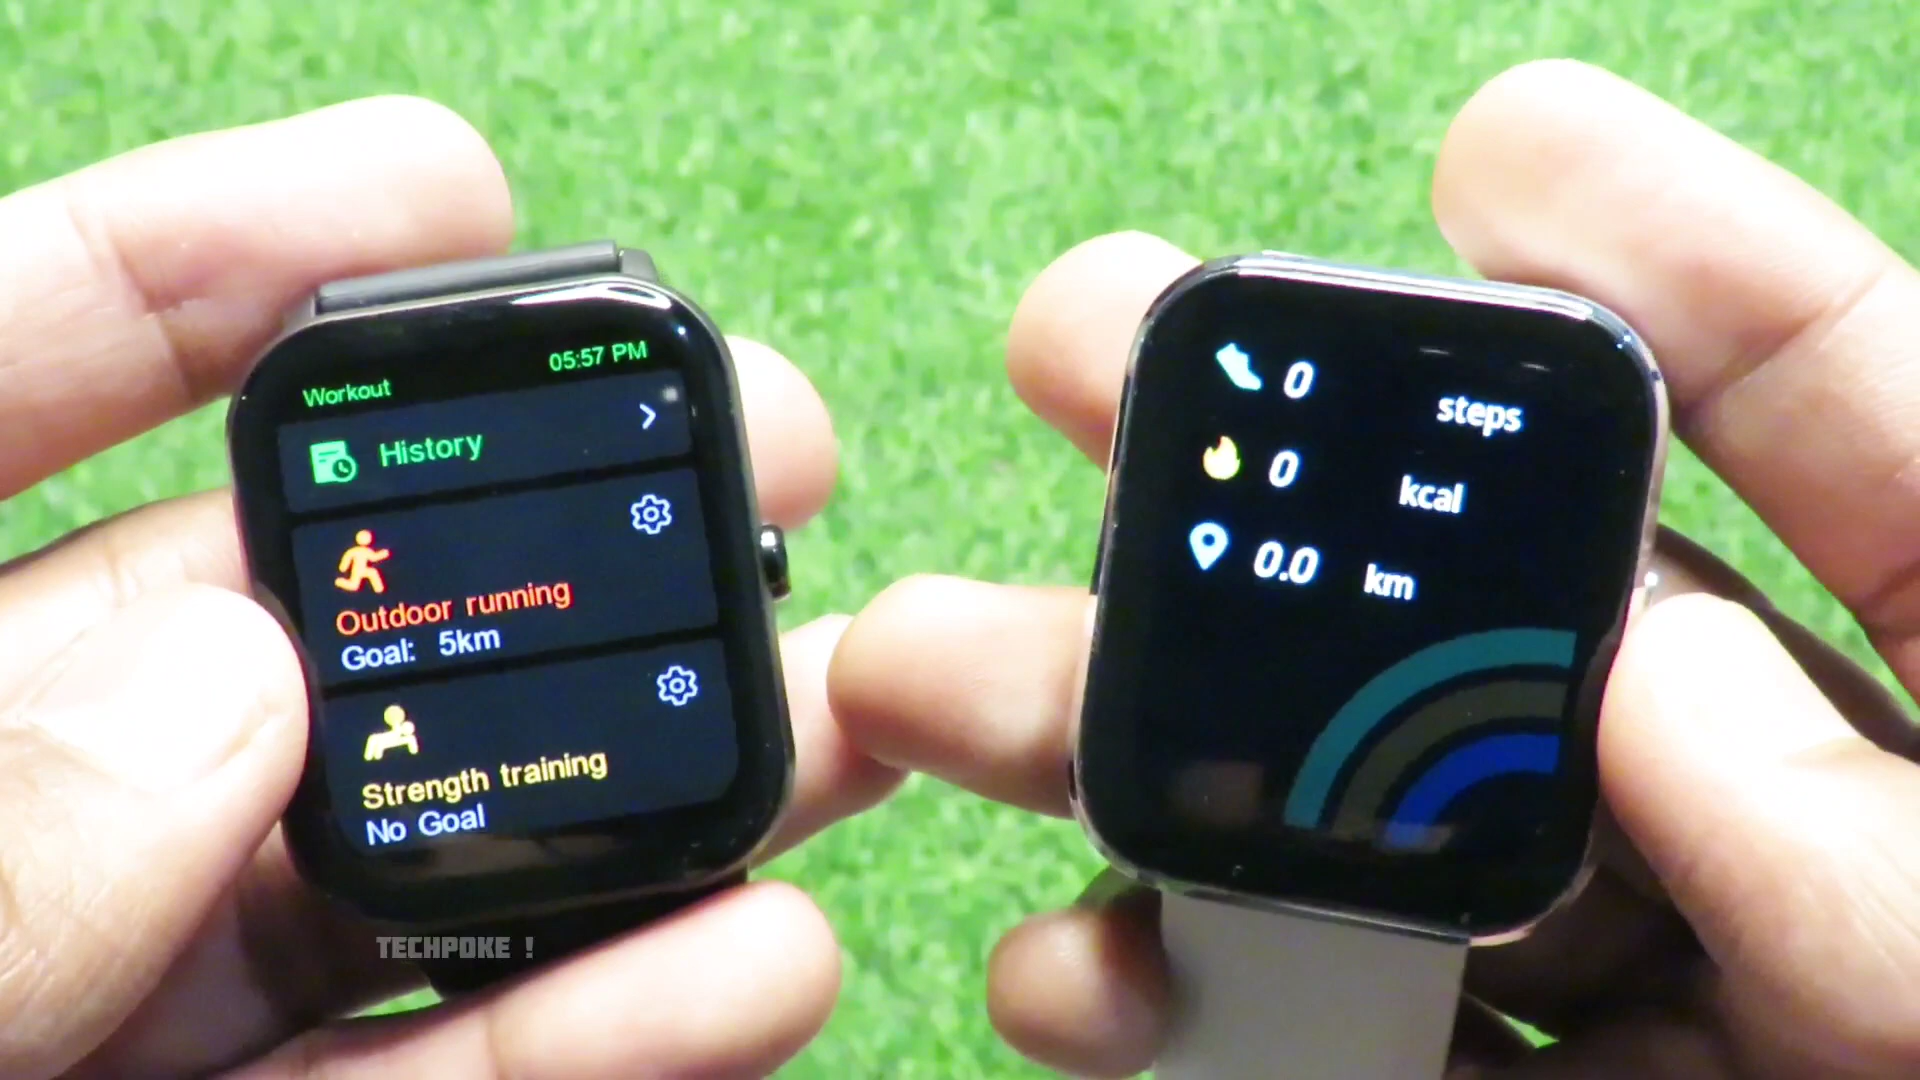 Workout
05:57 PM
History
Outdoor running
Goal: 5km
Strength training
No Goal
0 steps
0 kcal
0.0 km
TECHPOKE !